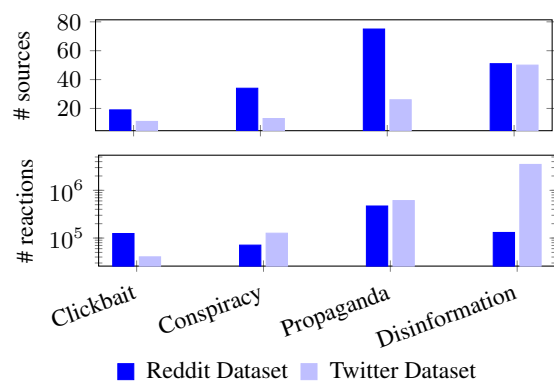 80
60
40
20
# sources
10^6
10^5
# reactions
Clickbait
Conspiracy
Propaganda
Disinformation
Reddit Dataset
Twitter Dataset